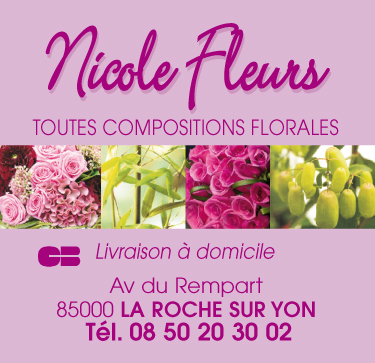 Nicole Fleurs
TOUTES COMPOSITIONS FLORALES
CB Livraison à domicile
Av du Rempart
85000 LA ROCHE SUR YON
Tél. 08 50 20 30 02